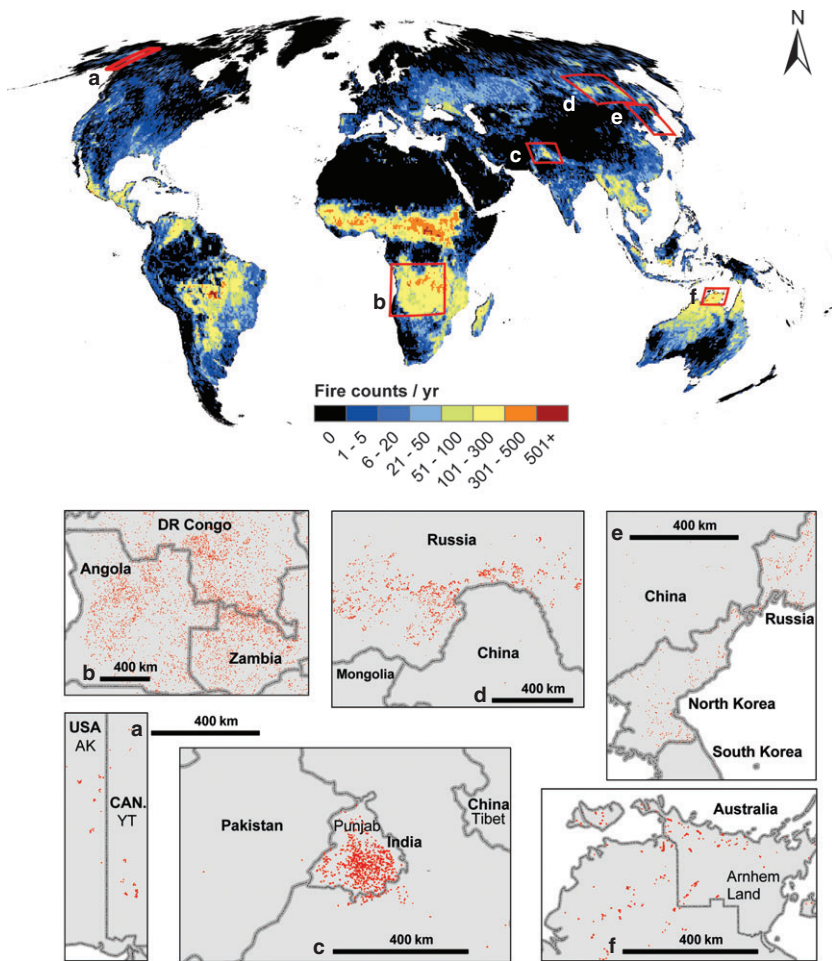 N
a
d
e
c
b
f
Fire counts / yr
0
1 - 5
6 - 20
21 - 50
51 - 100
101 - 300
301 - 500
501+
DR Congo
Angola
Zambia
b
400 km
Russia
Mongolia
China
d
400 km
e
400 km
China
Russia
North Korea
South Korea
a
400 km
USA
AK
CAN.
YT
Pakistan
Punjab
India
China
Tibet
c
400 km
Australia
Arnhem
Land
f
400 km